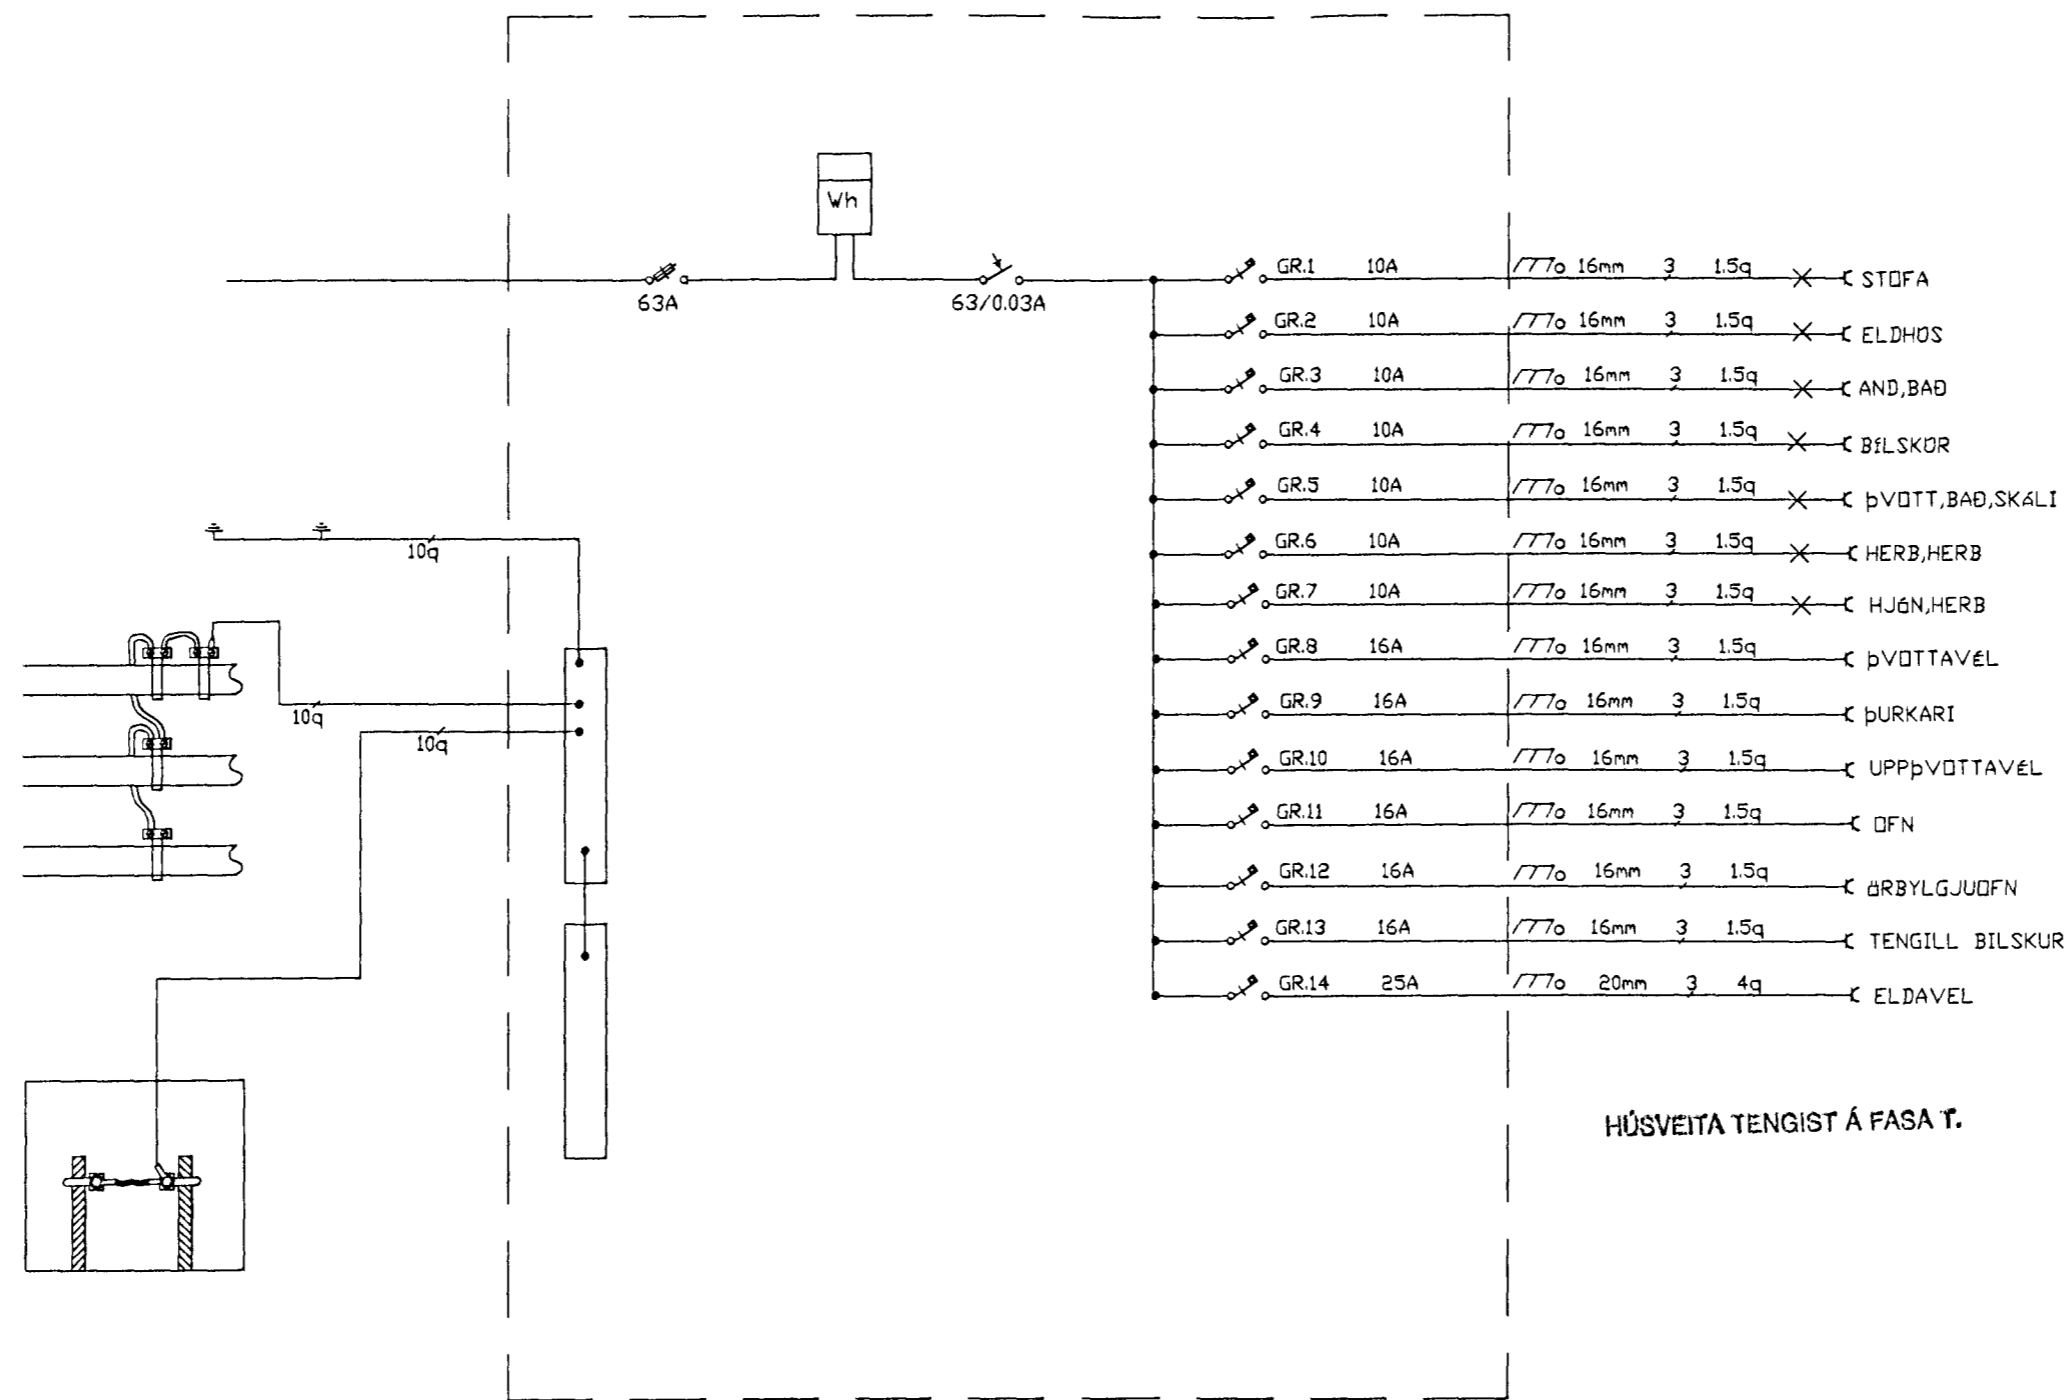 Wh
63A
63/0.03A
GR.1 10A 16mm 3 1.5q STOFA
GR.2 10A 16mm 3 1.5q ELDHÚS
GR.3 10A 16mm 3 1.5q AND,BAÐ
GR.4 10A 16mm 3 1.5q BÍLSKÚR
GR.5 10A 16mm 3 1.5q ÞVOTT,BAÐ,SKÁLI
GR.6 10A 16mm 3 1.5q HERB,HERB
GR.7 10A 16mm 3 1.5q HJÓN,HERB
GR.8 16A 16mm 3 1.5q ÞVOTTAVÉL
GR.9 16A 16mm 3 1.5q ÞURKARI
GR.10 16A 16mm 3 1.5q UPPÞVOTTAVÉL
GR.11 16A 16mm 3 1.5q OFN
GR.12 16A 16mm 3 1.5q ÖRBYLGJUOFN
GR.13 16A 16mm 3 1.5q TENGILL BILSKUR
GR.14 25A 20mm 3 4q ELDAVEL
10q
10q
10q
HÚSVEITA TENGIST Á FASA T.